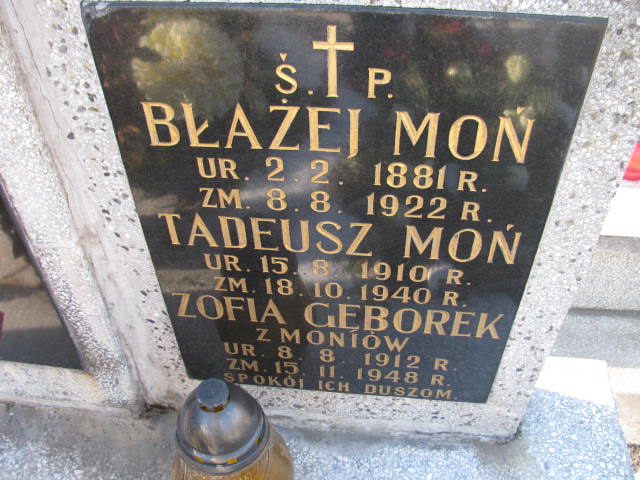 Ś. P.
BŁAŻEJ MOŃ
UR. 2. 2. 1881 R.
ZM. 8. 8. 1922 R.
TADEUSZ MOŃ
UR. 15. 8. 1910 R.
ZM. 18. 10. 1940 R.
ZOFIA GĘBOREK
Z MONIÓW
UR. 8. 8 1912 R.
ZM. 15. 11. 1948 R.
SPOKÓJ ICH DUSZOM.